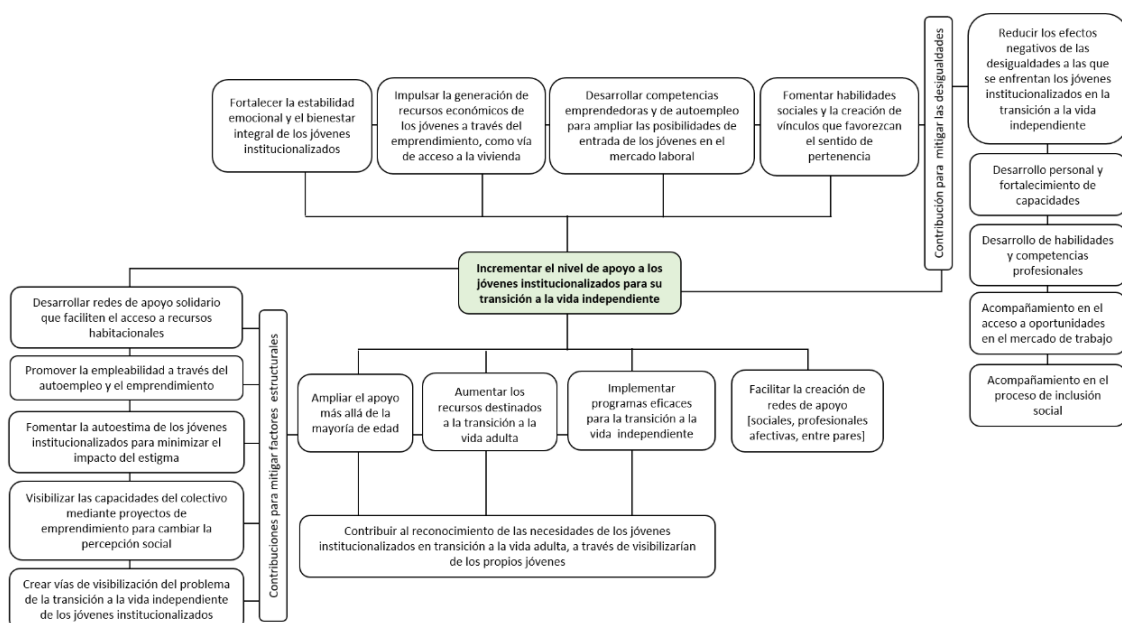 Fortalecer la estabilidad
emocional y el bienestar
integral de los jóvenes
institucionalizados
Impulsar la generación de
recursos económicos de
los jóvenes a través del
emprendimiento, como vía
de acceso a la vivienda
Desarrollar competencias
emprendedoras y de autoempleo
para ampliar las posibilidades de
entrada de los jóvenes en el
mercado laboral
Fomentar habilidades
sociales y la creación de
vínculos que favorezcan
el sentido de
pertenencia
Contribución para mitigar las desigualdades
Reducir los efectos
negativos de las
desigualdades a las que
se enfrentan los jóvenes
institucionalizados en la
transición a la vida
independiente
Desarrollo personal y
fortalecimiento de
capacidades
Desarrollo de habilidades
y competencias
profesionales
Acompañamiento en el
acceso a oportunidades
en el mercado de trabajo
Acompañamiento en el
proceso de inclusión
social
Incrementar el nivel de apoyo a los
jóvenes institucionalizados para su
transición a la vida independiente
Desarrollar redes de apoyo solidario
que faciliten el acceso a recursos
habitacionales
Promover la empleabilidad a través del
autoempleo y el emprendimiento
Fomentar la autoestima de los jóvenes
institucionalizados para minimizar el
impacto del estigma
Visibilizar las capacidades del colectivo
mediante proyectos de
emprendimiento para cambiar la
percepción social
Crear vías de visibilización del problema
de la transición a la vida independiente
de los jóvenes institucionalizados
Contribuciones para mitigar factores estructurales
Ampliar el apoyo
más allá de la
mayoría de edad
Aumentar los
recursos destinados
a la transición a la
vida adulta
Implementar
programas eficaces
para la transición a la
vida independiente
Facilitar la creación de
redes de apoyo
[sociales, profesionales
afectivas, entre pares]
Contribuir al reconocimiento de las necesidades de los jóvenes
institucionalizados en transición a la vida adulta, a través de visibilizarían
de los propios jóvenes